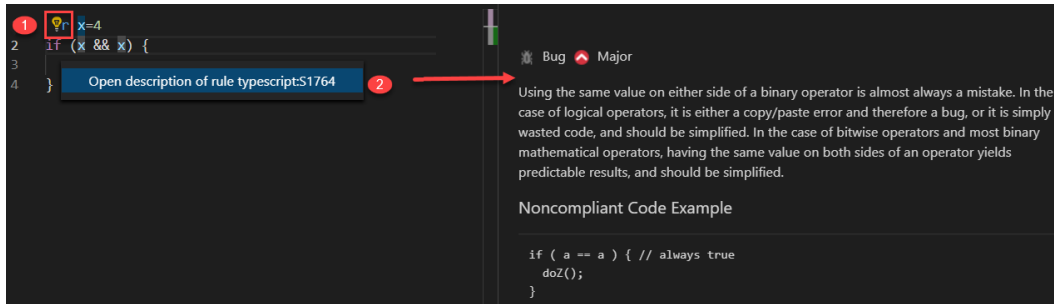 1 r x=4
2 if (x && x) {
3
4 }
Open description of rule typescript:S1764
2
Bug Major
Using the same value on either side of a binary operator is almost always a mistake. In the
case of logical operators, it is either a copy/paste error and therefore a bug, or it is simply
wasted code, and should be simplified. In the case of bitwise operators and most binary
mathematical operators, having the same value on both sides of an operator yields
predictable results, and should be simplified.
Noncompliant Code Example
if ( a == a ) { // always true
  doZ();
}